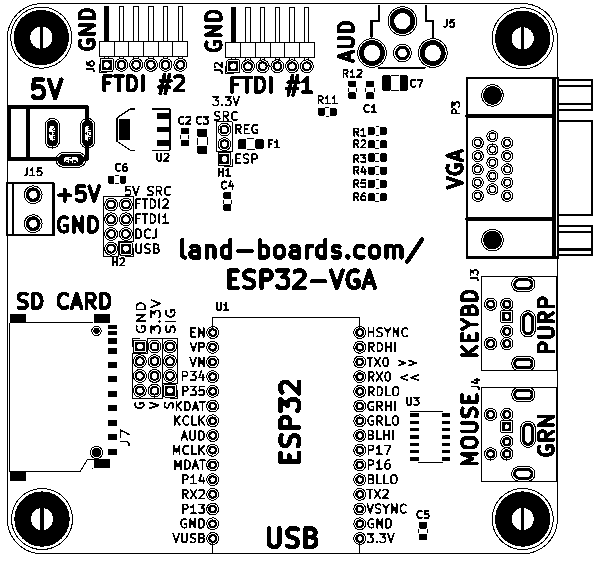 GND
J6
FTDI #2
GND
J2
FTDI #1
AUD
J5
R12
C1
C7
R11
5V
U2
C2
C3
3.3V
SRC
REG
ESP
H1
F1
R1
R2
R3
R4
R5
R6
P3
VGA
J15
+5V
GND
C6
C4
5V SRC
FTDI2
FTDI1
DCJ
USB
H2
land-boards.com/
ESP32-VGA
SD CARD
J7
GND
3.3V
SIG
G
V
S
U1
EN
VP
VN
P34
P35
KDAT
KCLK
AUD
MCLK
MDAT
P14
RX2
P13
GND
VUSB
ESP32
USB
HSYNC
RDHI
TX0 >>
RX0 <<
RDLO
GRHI
GRLO
BLHI
P17
P16
BLLO
TX2
VSYNC
GND
3.3V
U3
C5
J3
KEYBD
PURP
J4
MOUSE
GRN